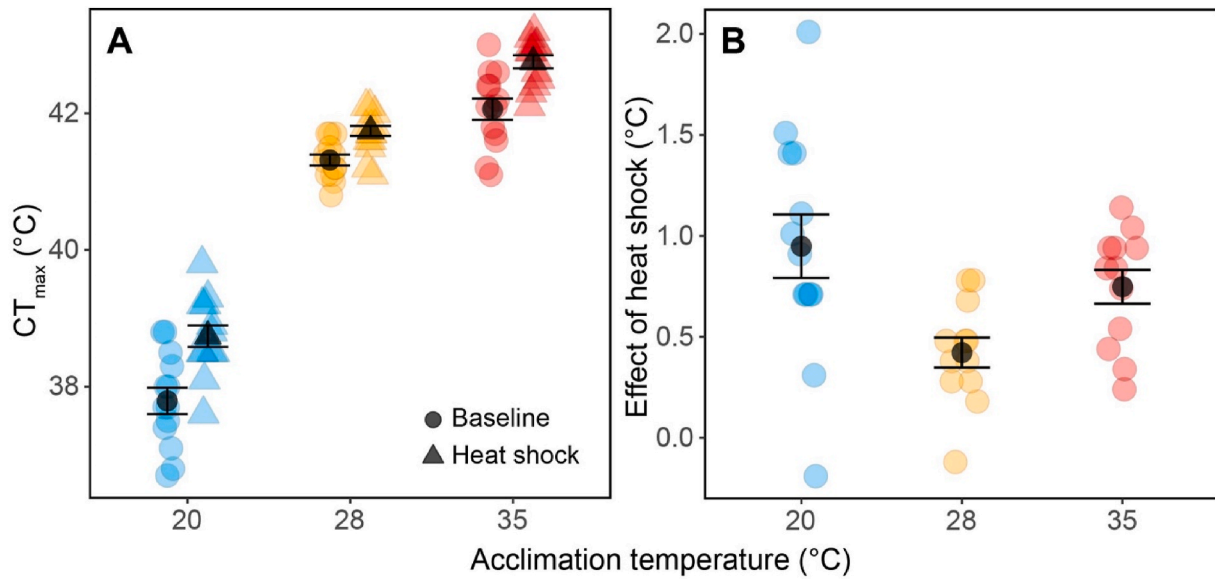 A
B
CTmax (°C)
42
40
38
Baseline
Heat shock
20
28
35
Effect of heat shock (°C)
2.0
1.5
1.0
0.5
0.0
20
28
35
Acclimation temperature (°C)